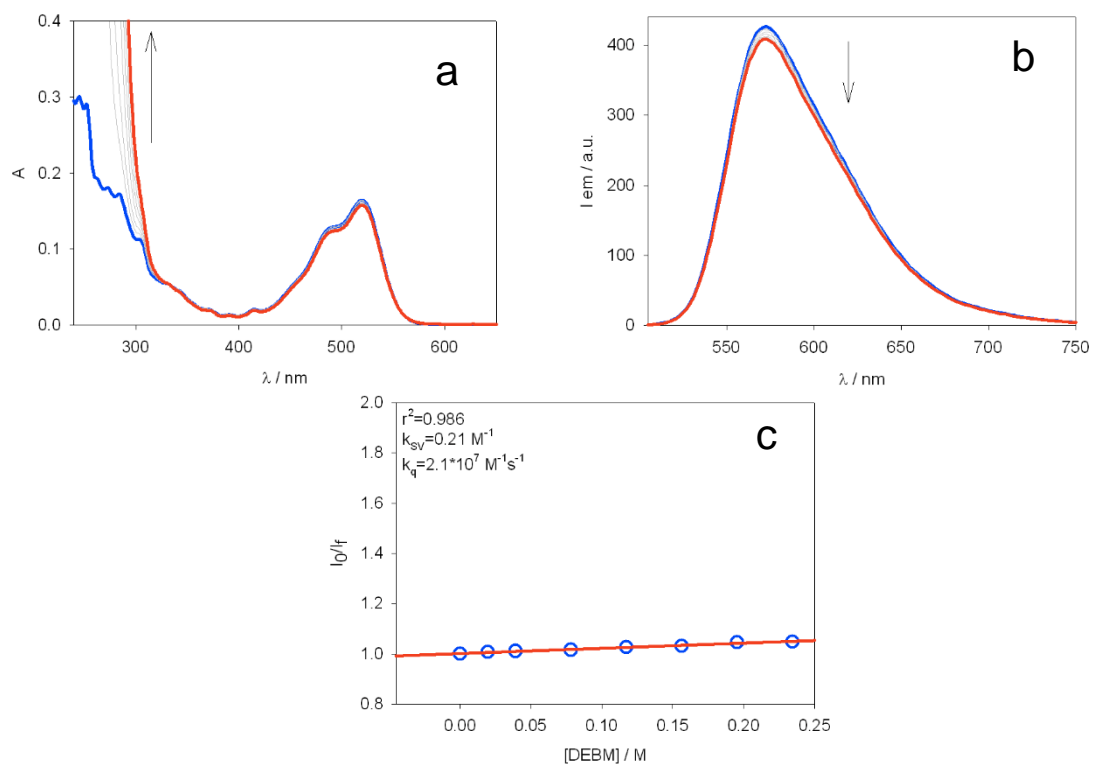 a
0.4
0.3
0.2
0.1
0.0
A
300 400 500 600
λ / nm
b
400
300
200
100
0
I em / a.u.
550 600 650 700 750
λ / nm
c
r²=0.986
kSV=0.21 M⁻¹
kq=2.1*10⁷ M⁻¹s⁻¹
2.0
1.8
1.6
1.4
1.2
1.0
0.8
I0/If
0.00 0.05 0.10 0.15 0.20 0.25
[DEBM] / M